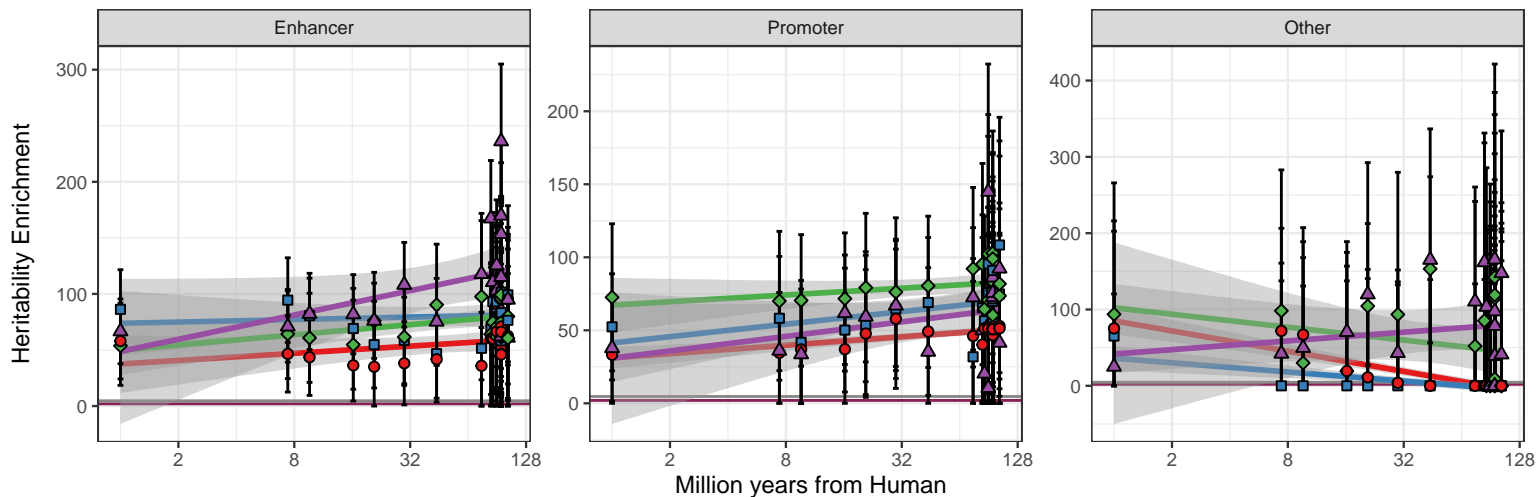 Enhancer
Promoter
Other
Heritability Enrichment
300
200
100
0
200
150
100
50
0
400
300
200
100
0
2 8 32 128
2 8 32 128
2 8 32 128
Million years from Human